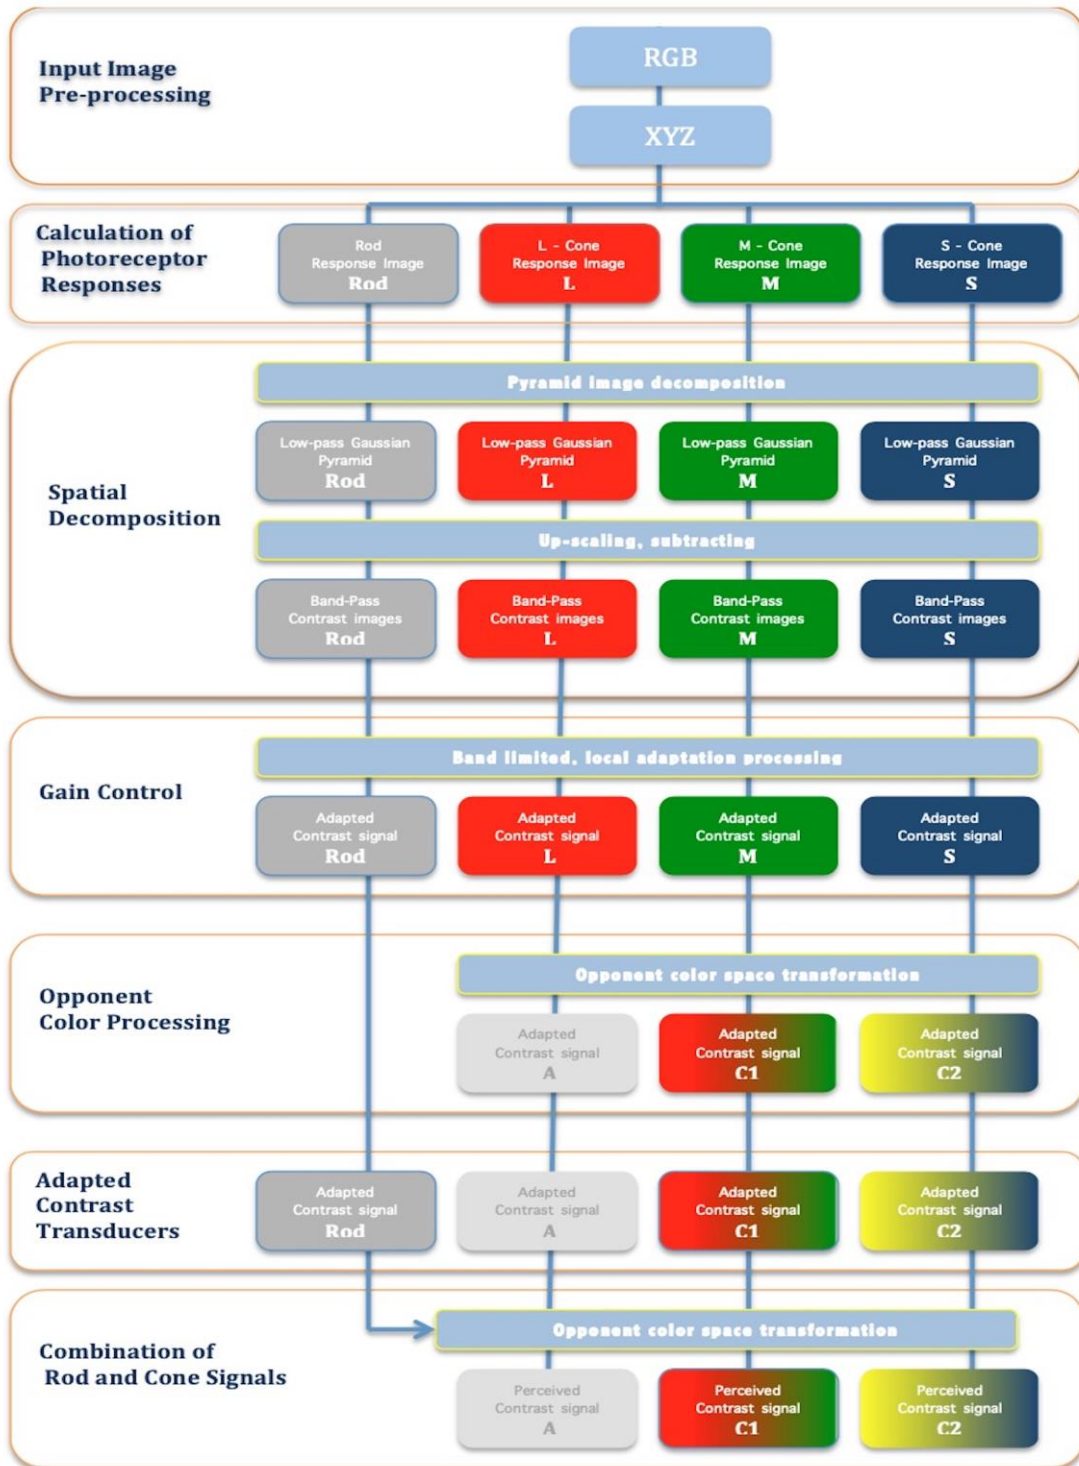 Input Image
Pre-processing
RGB
XYZ
Calculation of
Photoreceptor
Responses
Rod
Response Image
Rod
L - Cone
Response Image
L
M - Cone
Response Image
M
S - Cone
Response Image
S
Spatial
Decomposition
Pyramid image decomposition
Low-pass Gaussian
Pyramid
Rod
Low-pass Gaussian
Pyramid
L
Low-pass Gaussian
Pyramid
M
Low-pass Gaussian
Pyramid
S
Up-scaling, subtracting
Band-Pass
Contrast images
Rod
Band-Pass
Contrast images
L
Band-Pass
Contrast images
M
Band-Pass
Contrast images
S
Gain Control
Band limited, local adaptation processing
Adapted
Contrast signal
Rod
Adapted
Contrast signal
L
Adapted
Contrast signal
M
Adapted
Contrast signal
S
Opponent
Color Processing
Opponent color space transformation
Adapted
Contrast signal
A
Adapted
Contrast signal
C1
Adapted
Contrast signal
C2
Adapted
Contrast
Transducers
Adapted
Contrast signal
Rod
Adapted
Contrast signal
A
Adapted
Contrast signal
C1
Adapted
Contrast signal
C2
Combination of
Rod and Cone Signals
Opponent color space transformation
Perceived
Contrast signal
A
Perceived
Contrast signal
C1
Perceived
Contrast signal
C2